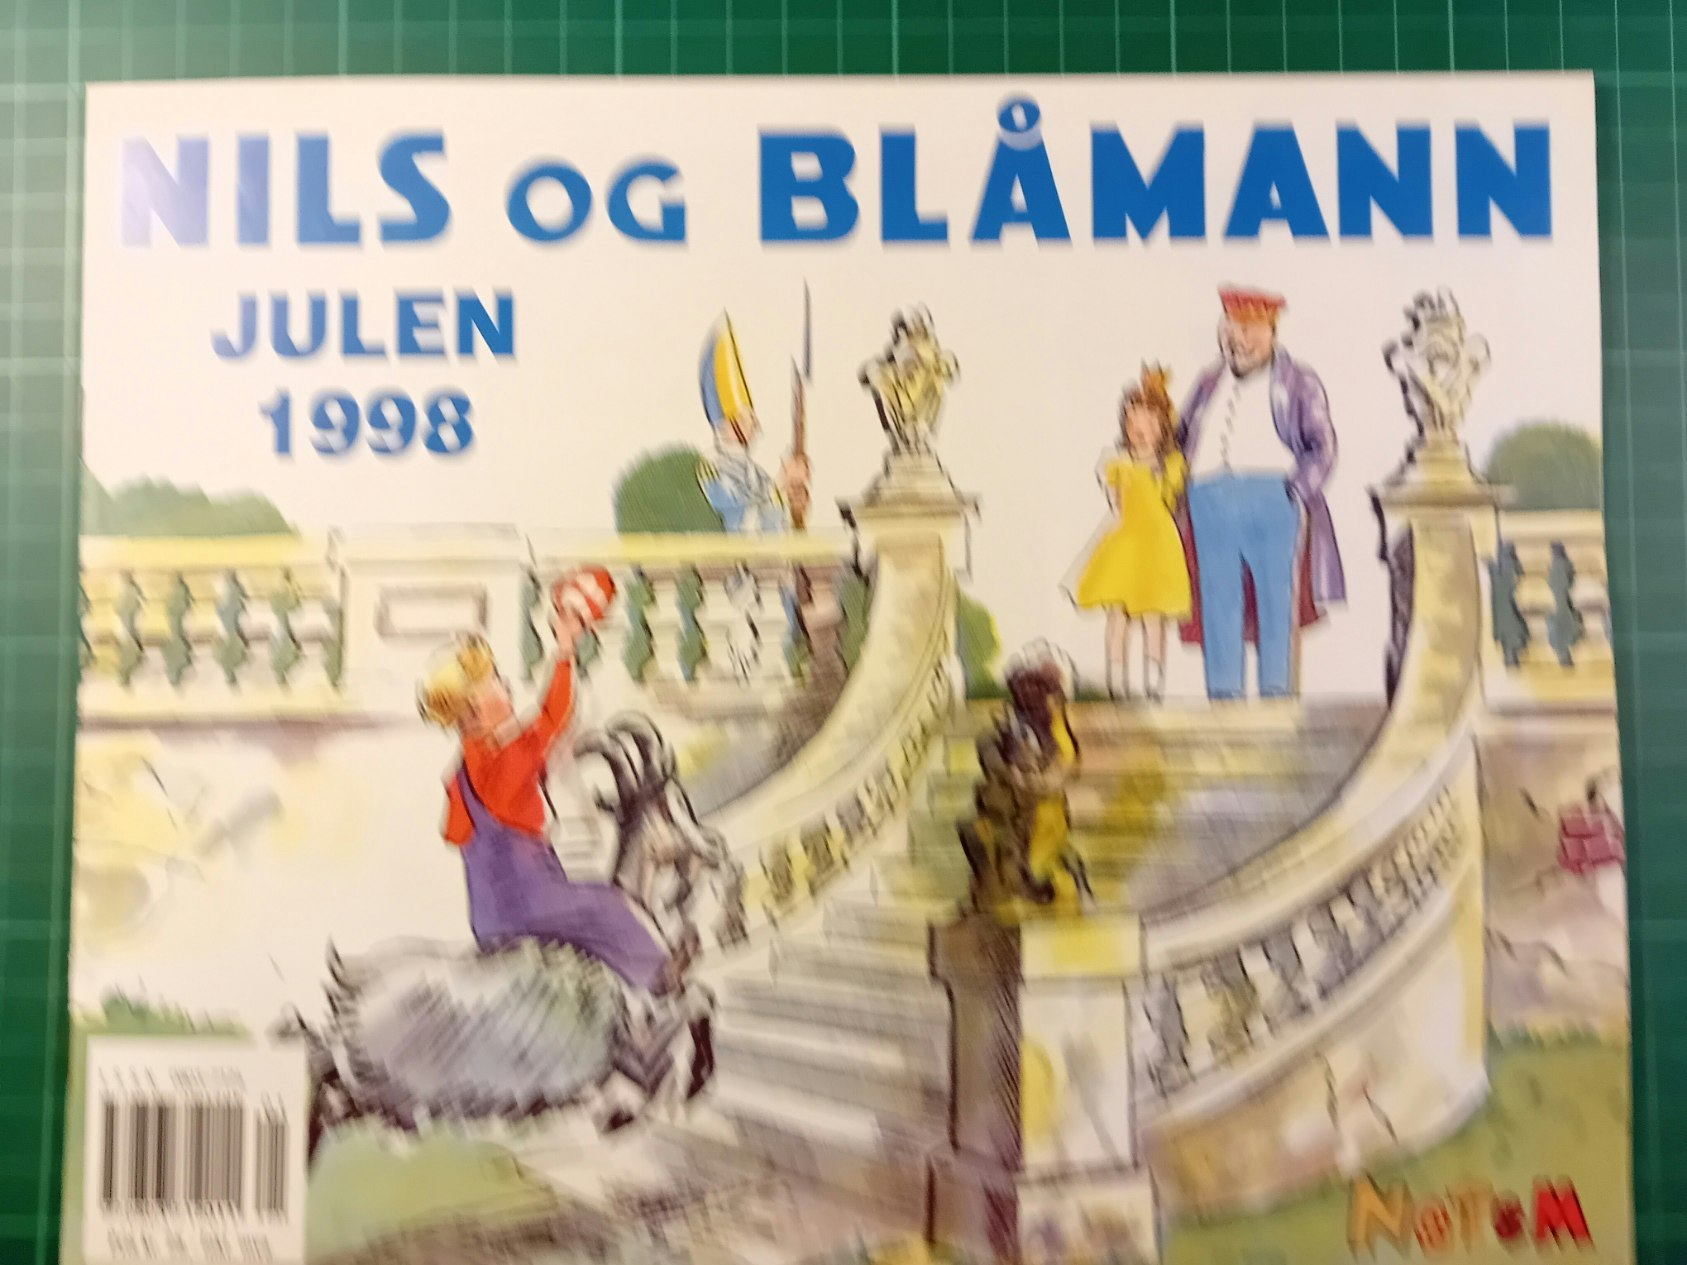 NILS OG BLÅMANN
JULEN
1998